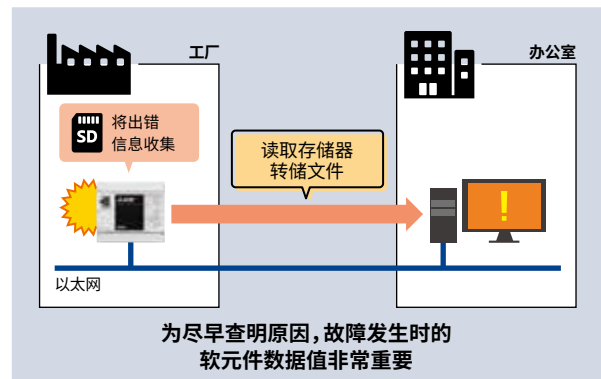 工厂
办公室
SD
将出错
信息收集
读取存储器
转储文件
!
以太网
为尽早查明原因，故障发生时的
软元件数据值非常重要